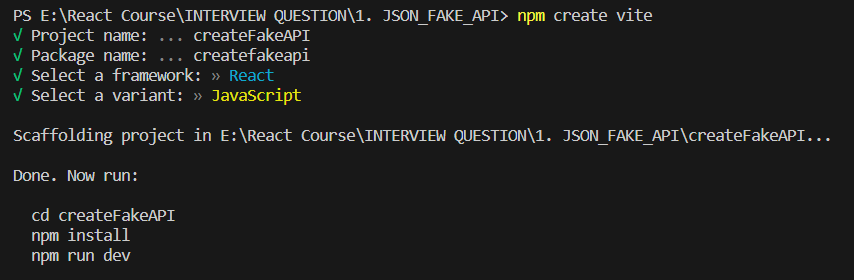 PS E:\React Course\INTERVIEW QUESTION\1. JSON_FAKE_API> npm create vite
√ Project name: ... createFakeAPI
√ Package name: ... createfakeapi
√ Select a framework: » React
√ Select a variant: » JavaScript
Scaffolding project in E:\React Course\INTERVIEW QUESTION\1. JSON_FAKE_API\createFakeAPI...
Done. Now run:
cd createFakeAPI
npm install
npm run dev